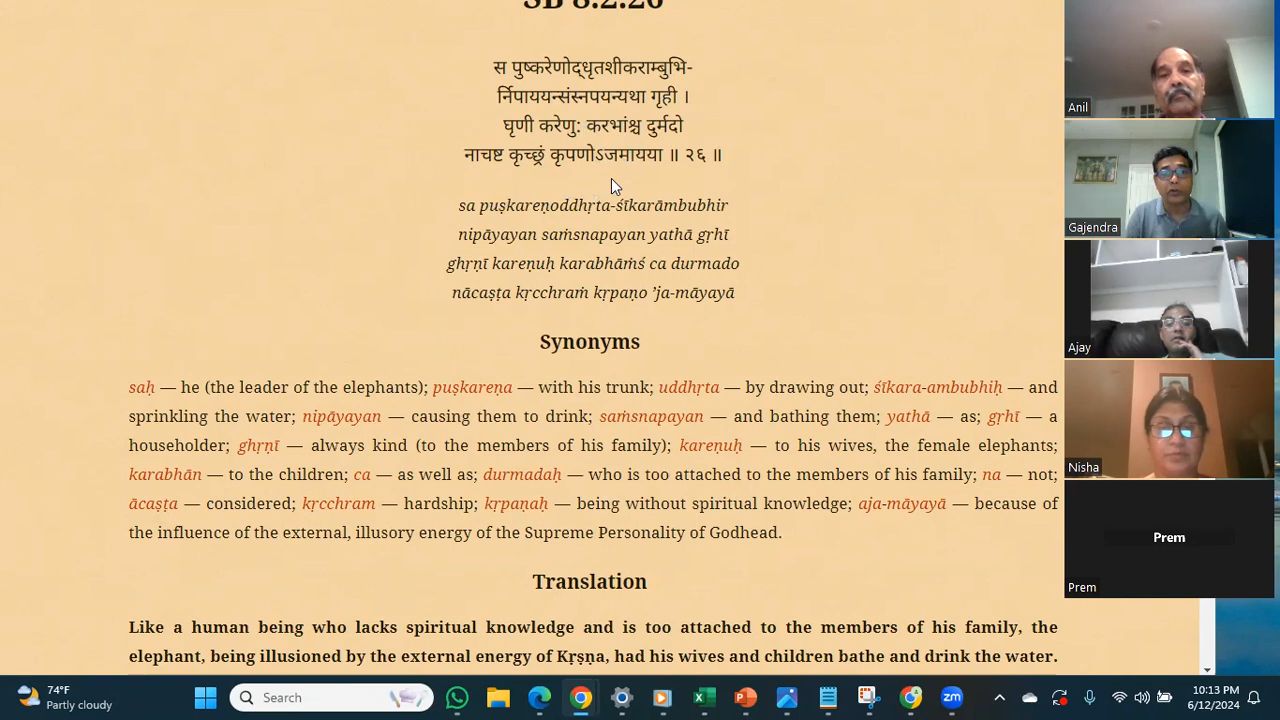 SB 8.2.26
स पुष्करेणोद्‍धृतशीकराम्बुभि-
र्निपाययन्संस्‍नपयन्यथा गृही ।
घृणी करेणु: करभांश्च दुर्मदो
नाचष्ट कृच्छ्रं कृपणोऽजमायया ॥ २६ ॥
sa puṣkareṇoddhṛta-śīkarāmbubhir
nipāyayan saṁsnapayan yathā gṛhī
ghṛṇī kareṇuḥ karabhāṁś ca durmado
nācaṣṭa kṛcchraṁ kṛpaṇo ’ja-māyayā
Synonyms
saḥ — he (the leader of the elephants); puṣkareṇa — with his trunk; uddhṛta — by drawing out; śīkara-ambubhiḥ — and
sprinkling the water; nipāyayan — causing them to drink; saṁsnapayan — and bathing them; yathā — as; gṛhī — a
householder; ghṛṇī — always kind (to the members of his family); kareṇuḥ — to his wives, the female elephants;
karabhān — to the children; ca — as well as; durmadaḥ — who is too attached to the members of his family; na — not;
ācaṣṭa — considered; kṛcchram — hardship; kṛpaṇaḥ — being without spiritual knowledge; aja-māyayā — because of
the influence of the external, illusory energy of the Supreme Personality of Godhead.
Translation
Like a human being who lacks spiritual knowledge and is too attached to the members of his family, the
elephant, being illusioned by the external energy of Kṛṣṇa, had his wives and children bathe and drink the water.
Anil
Gajendra
Ajay
Nisha
Prem
Prem
74°F
Partly cloudy
Search
zm
10:13 PM
6/12/2024